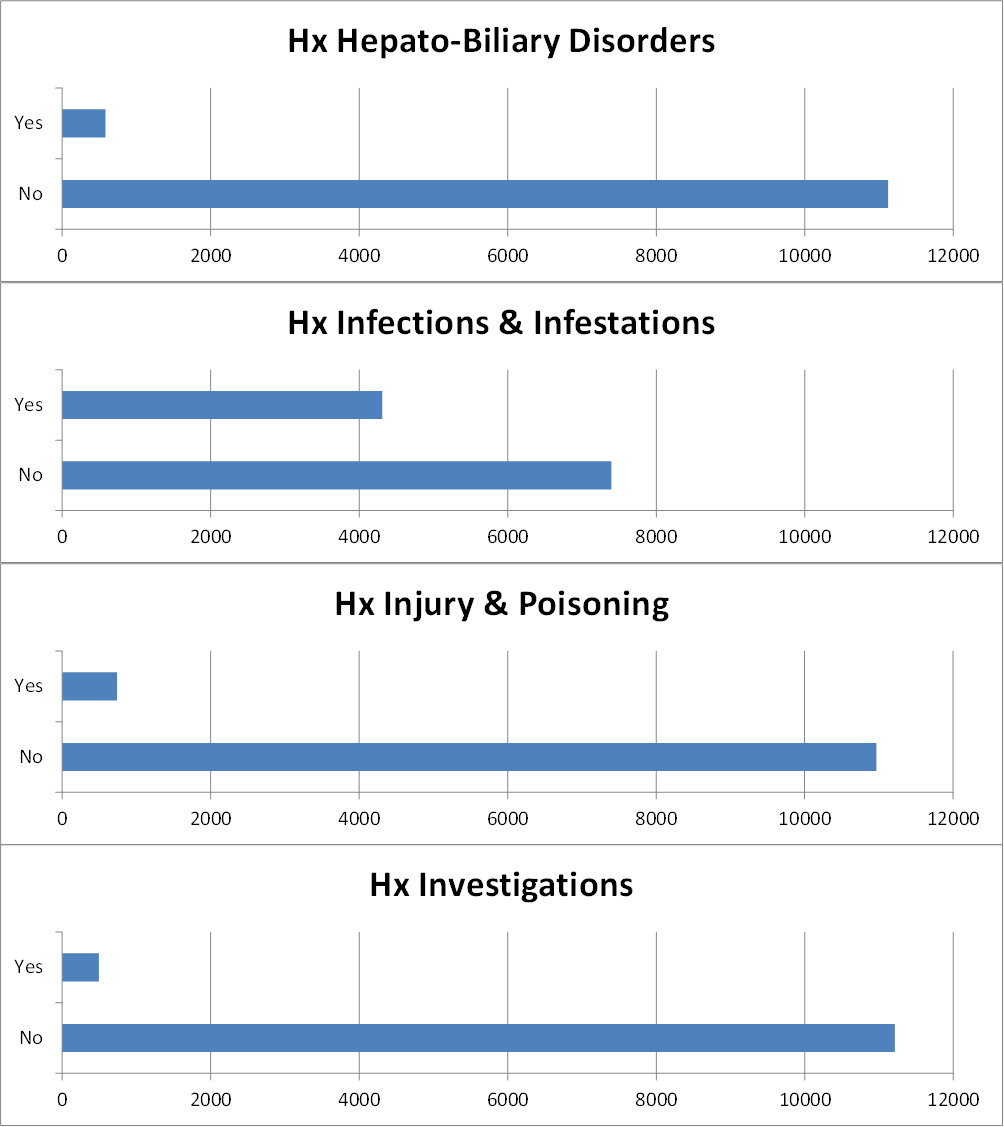 Hx Hepato-Biliary Disorders
Yes
No
0 2000 4000 6000 8000 10000 12000
Hx Infections & Infestations
Yes
No
0 2000 4000 6000 8000 10000 12000
Hx Injury & Poisoning
Yes
No
0 2000 4000 6000 8000 10000 12000
Hx Investigations
Yes
No
0 2000 4000 6000 8000 10000 12000